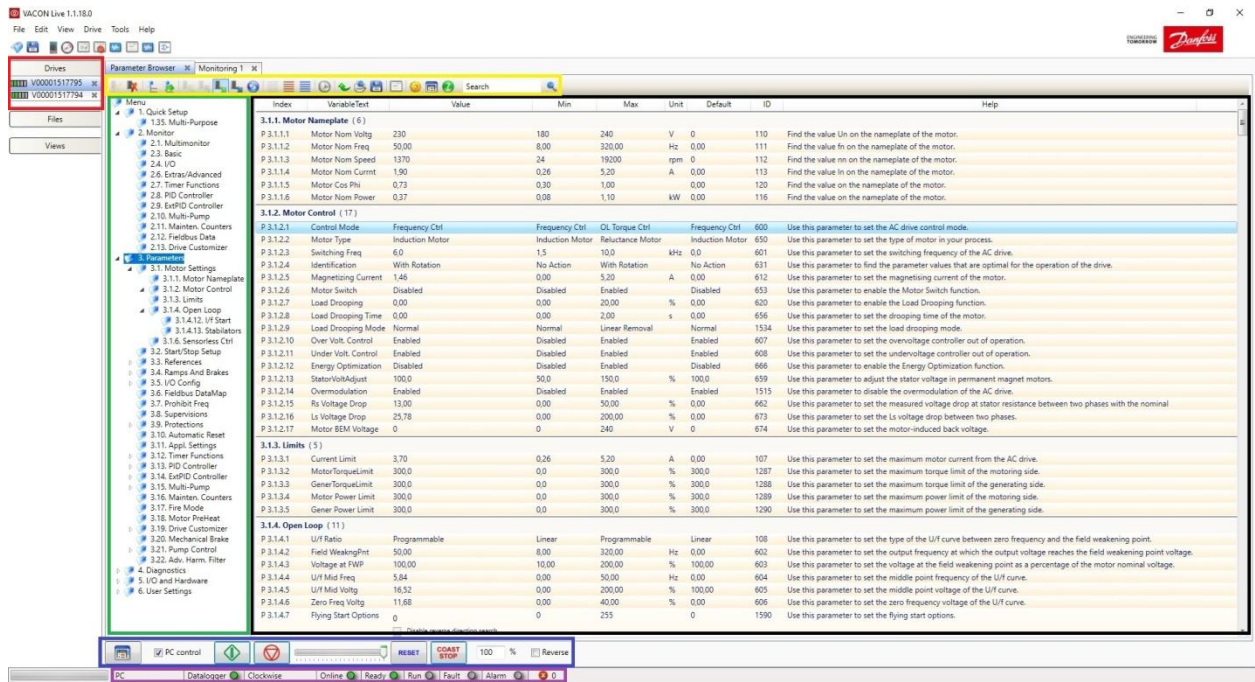 VACON Live 1.1.18.0
File Edit View Drive Tools Help
ENGINEERING TOMORROW
Danfoss
Drives
V00001517795
V00001517794
Files
Views
Parameter Browser Monitoring 1
Search
Menu
1. Quick Setup
1.35. Multi-Purpose
2. Monitor
2.1. Multimonitor
2.3. Basic
2.4. I/O
2.6. Extras/Advanced
2.7. Timer Functions
2.8. PID Controller
2.9. ExtPID Controller
2.10. Multi-Pump
2.11. Mainten. Counters
2.12. Fieldbus Data
2.13. Drive Customizer
3. Parameters
3.1. Motor Settings
3.1.1. Motor Nameplate
3.1.2. Motor Control
3.1.3. Limits
3.1.4. Open Loop
3.1.4.12. I/f Start
3.1.4.13. Stabilators
3.1.6. Sensorless Ctrl
3.2. Start/Stop Setup
3.3. References
3.4. Ramps And Brakes
3.5. I/O Config
3.6. Fieldbus DataMap
3.7. Prohibit Freq
3.8. Supervisions
3.9. Protections
3.10. Automatic Reset
3.11. Appl. Settings
3.12. Timer Functions
3.13. PID Controller
3.14. ExtPID Controller
3.15. Multi-Pump
3.16. Mainten. Counters
3.17. Fire Mode
3.18. Motor PreHeat
3.19. Drive Customizer
3.20. Mechanical Brake
3.21. Pump Control
3.22. Adv. Harm. Filter
4. Diagnostics
5. I/O and Hardware
6. User Settings
Index VariableText Value Min Max Unit Default ID Help
3.1.1. Motor Nameplate (6)
P 3.1.1.1 Motor Nom Voltg 230 180 240 V 0 110 Find the value Un on the nameplate of the motor.
P 3.1.1.2 Motor Nom Freq 50,00 8,00 320,00 Hz 0,00 111 Find the value fn on the nameplate of the motor.
P 3.1.1.3 Motor Nom Speed 1370 24 19200 rpm 0 112 Find the value nn on the nameplate of the motor.
P 3.1.1.4 Motor Nom Currnt 1,90 0,26 5,20 A 0,00 113 Find the value In on the nameplate of the motor.
P 3.1.1.5 Motor Cos Phi 0,73 0,30 1,00 0,00 120 Find the value on the nameplate of the motor.
P 3.1.1.6 Motor Nom Power 0,37 0,08 1,10 kW 0,00 116 Find the value on the nameplate of the motor.
3.1.2. Motor Control (17)
P 3.1.2.1 Control Mode Frequency Ctrl Frequency Ctrl OL Torque Ctrl Frequency Ctrl 600 Use this parameter to set the AC drive control mode.
P 3.1.2.2 Motor Type Induction Motor Induction Motor Reluctance Motor Induction Motor 650 Use this parameter to set the type of motor in your process.
P 3.1.2.3 Switching Freq 6,0 1,5 10,0 kHz 0,0 601 Use this parameter to set the switching frequency of the AC drive.
P 3.1.2.4 Identification With Rotation No Action With Rotation No Action 631 Use this parameter to find the parameter values that are optimal for the operation of the drive.
P 3.1.2.5 Magnetizing Current 1,46 0,00 5,20 A 0,00 612 Use this parameter to set the magnetising current of the motor.
P 3.1.2.6 Motor Switch Disabled Disabled Enabled Disabled 653 Use this parameter to enable the Motor Switch function.
P 3.1.2.7 Load Drooping 0,00 0,00 20,00 % 0,00 620 Use this parameter to enable the Load Drooping function.
P 3.1.2.8 Load Drooping Time 0,00 0,00 2,00 s 0,00 656 Use this parameter to set the drooping time of the motor.
P 3.1.2.9 Load Drooping Mode Normal Normal Linear Removal Normal 1534 Use this parameter to set the load drooping mode.
P 3.1.2.10 Over Volt. Control Enabled Disabled Enabled Enabled 607 Use this parameter to set the overvoltage controller out of operation.
P 3.1.2.11 Under Volt. Control Enabled Disabled Enabled Enabled 608 Use this parameter to set the undervoltage controller out of operation.
P 3.1.2.12 Energy Optimization Disabled Disabled Enabled Disabled 666 Use this parameter to enable the Energy Optimization function.
P 3.1.2.13 StatorVoltAdjust 100,0 50,0 150,0 % 100,0 659 Use this parameter to adjust the stator voltage in permanent magnet motors.
P 3.1.2.14 Overmodulation Enabled Disabled Enabled Enabled 1515 Use this parameter to disable the overmodulation of the AC drive.
P 3.1.2.15 Rs Voltage Drop 13,00 0,00 50,00 % 0,00 662 Use this parameter to set the measured voltage drop at stator resistance between two phases with the nominal
P 3.1.2.16 Ls Voltage Drop 25,78 0,00 200,00 % 0,00 673 Use this parameter to set the Ls voltage drop between two phases.
P 3.1.2.17 Motor BEM Voltage 0 0 240 V 0 674 Use this parameter to set the motor-induced back voltage.
3.1.3. Limits (5)
P 3.1.3.1 Current Limit 3,70 0,26 5,20 A 0,00 107 Use this parameter to set the maximum motor current from the AC drive.
P 3.1.3.2 MotorTorqueLimit 300,0 0,0 300,0 % 300,0 1287 Use this parameter to set the maximum torque limit of the motoring side.
P 3.1.3.3 GenerTorqueLimit 300,0 0,0 300,0 % 300,0 1288 Use this parameter to set the maximum torque limit of the generating side.
P 3.1.3.4 Motor Power Limit 300,0 0,0 300,0 % 300,0 1289 Use this parameter to set the maximum power limit of the motoring side.
P 3.1.3.5 Gener Power Limit 300,0 0,0 300,0 % 300,0 1290 Use this parameter to set the maximum power limit of the generating side.
3.1.4. Open Loop (11)
P 3.1.4.1 U/f Ratio Programmable Linear Programmable Linear 108 Use this parameter to set the type of the U/f curve between zero frequency and the field weakening point.
P 3.1.4.2 Field WeakngPnt 50,00 8,00 320,00 Hz 0,00 602 Use this parameter to set the output frequency at which the output voltage reaches the field weakening point voltage.
P 3.1.4.3 Voltage at FWP 100,00 10,00 200,00 % 100,00 603 Use this parameter to set the voltage at the field weakening point as a percentage of the motor nominal voltage.
P 3.1.4.4 U/f Mid Freq 5,84 0,00 50,00 Hz 0,00 604 Use this parameter to set the middle point frequency of the U/f curve.
P 3.1.4.5 U/f Mid Voltg 16,52 0,00 200,00 % 100,00 605 Use this parameter to set the middle point voltage of the U/f curve.
P 3.1.4.6 Zero Freq Voltg 11,68 0,00 40,00 % 0,00 606 Use this parameter to set the zero frequency voltage of the U/f curve.
P 3.1.4.7 Flying Start Options 0 0 255 0 1590 Use this parameter to set the flying start options.
Disable reverse direction search
PC control RESET COAST STOP 100 % Reverse
PC Datalogger Clockwise Online Ready Run Fault Alarm 0